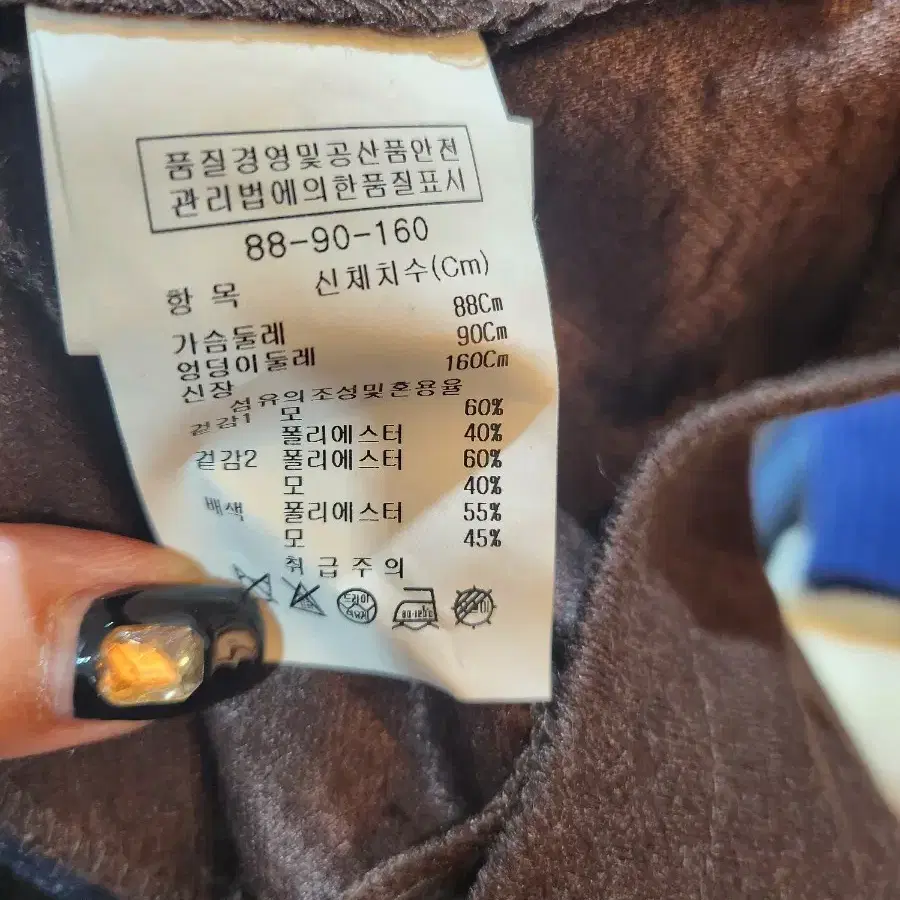 품질경영및공산품안전
관리법에의한품질표시
88-90-160
항 목 신체치수(Cm)
가슴둘레 88Cm
엉덩이둘레 90Cm
신장 160Cm
섬유의조성및혼용율
겉감1 모 60%
폴리에스터 40%
겉감2 폴리에스터 60%
모 40%
배색 폴리에스터 55%
모 45%
취급주의
드라이